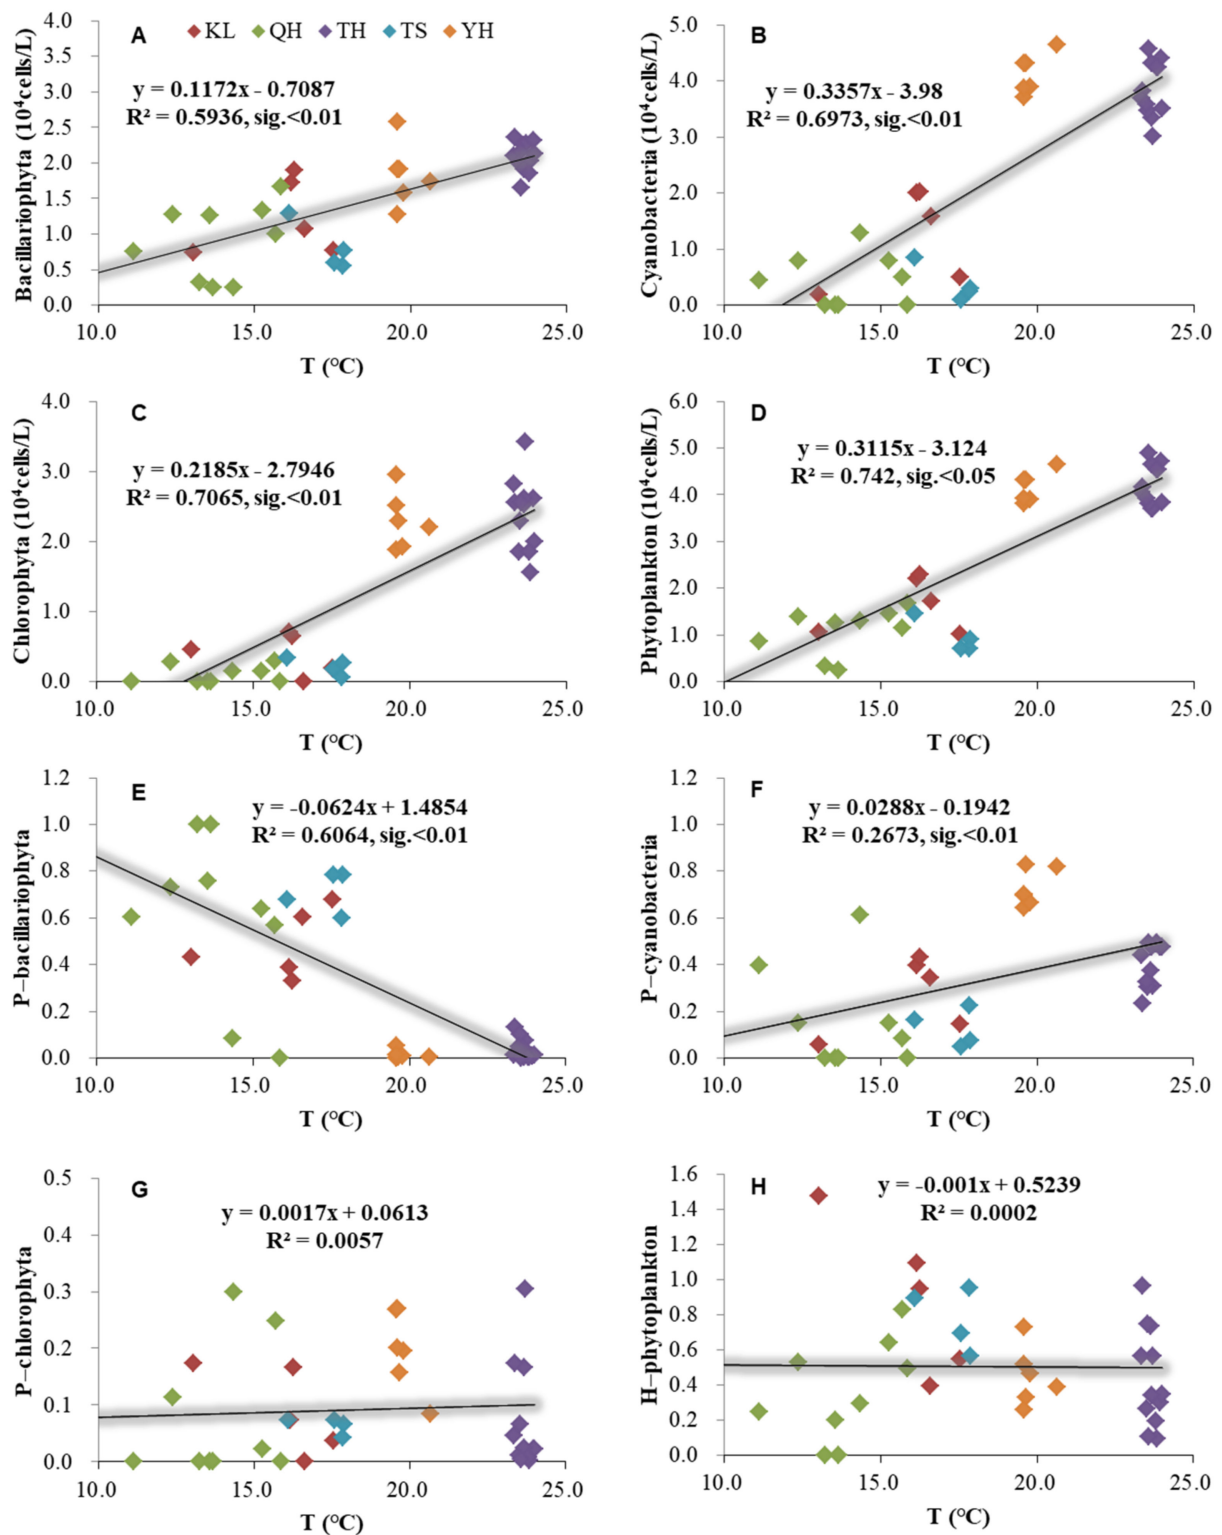 A KL QH TH TS YH
y = 0.1172x - 0.7087
R² = 0.5936, sig.<0.01
Bacillariophyta (10⁴cells/L)
4.0
3.5
3.0
2.5
2.0
1.5
1.0
0.5
0.0
10.0 15.0 20.0 25.0
T (°C)
B
y = 0.3357x - 3.98
R² = 0.6973, sig.<0.01
Cyanobacteria (10⁴cells/L)
5.0
4.0
3.0
2.0
1.0
0.0
10.0 15.0 20.0 25.0
T (°C)
C
y = 0.2185x - 2.7946
R² = 0.7065, sig.<0.01
Chlorophyta (10⁴cells/L)
4.0
3.0
2.0
1.0
0.0
10.0 15.0 20.0 25.0
T (°C)
D
y = 0.3115x - 3.124
R² = 0.742, sig.<0.05
Phytoplankton (10⁴cells/L)
6.0
5.0
4.0
3.0
2.0
1.0
0.0
10.0 15.0 20.0 25.0
T (°C)
E
y = -0.0624x + 1.4854
R² = 0.6064, sig.<0.01
P–bacillariophyta
1.2
1.0
0.8
0.6
0.4
0.2
0.0
10.0 15.0 20.0 25.0
T (°C)
F
y = 0.0288x - 0.1942
R² = 0.2673, sig.<0.01
P–cyanobacteria
1.2
1.0
0.8
0.6
0.4
0.2
0.0
10.0 15.0 20.0 25.0
T (°C)
G
y = 0.0017x + 0.0613
R² = 0.0057
P–chlorophyta
0.5
0.4
0.3
0.2
0.1
0.0
10.0 15.0 20.0 25.0
T (°C)
H
y = -0.001x + 0.5239
R² = 0.0002
H–phytoplankton
1.6
1.4
1.2
1.0
0.8
0.6
0.4
0.2
0.0
10.0 15.0 20.0 25.0
T (°C)